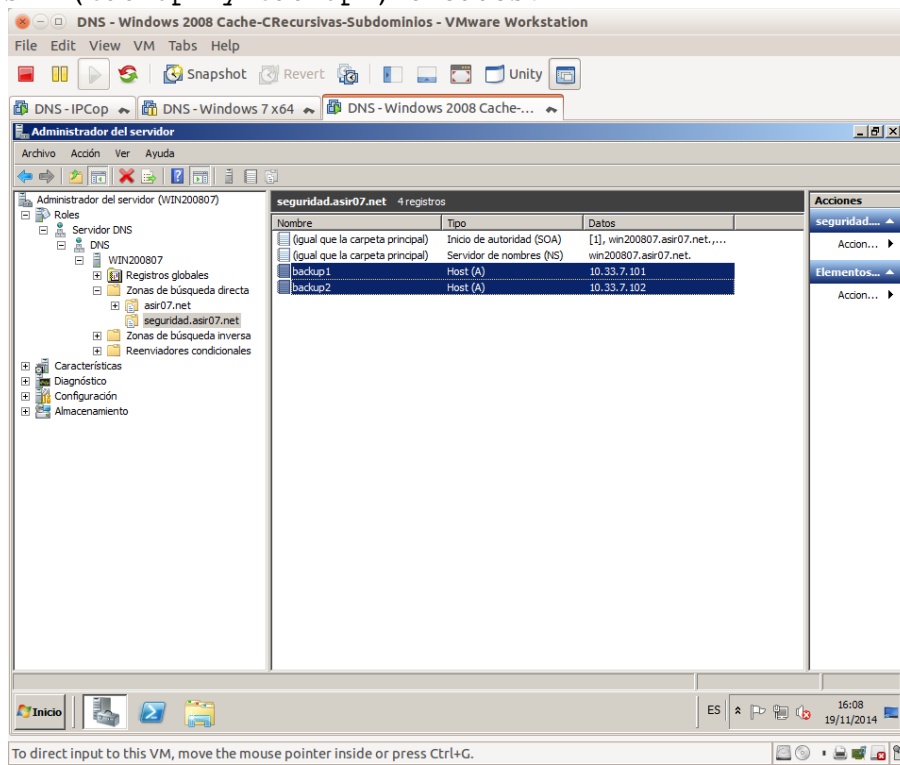 DNS - Windows 2008 Cache-CRecursivas-Subdominios - VMware Workstation
File Edit View VM Tabs Help
Snapshot Revert Unity
DNS - IPCop DNS - Windows 7 x64 DNS - Windows 2008 Cache-...
Administrador del servidor
Archivo Acción Ver Ayuda
Administrador del servidor (WIN200807)
Roles
Servidor DNS
DNS
WIN200807
Registros globales
Zonas de búsqueda directa
asir07.net
seguridad.asir07.net
Zonas de búsqueda inversa
Reenviadores condicionales
Características
Diagnóstico
Configuración
Almacenamiento
seguridad.asir07.net 4 registros
Nombre Tipo Datos
(igual que la carpeta principal) Inicio de autoridad (SOA) [1], win200807.asir07.net.,...
(igual que la carpeta principal) Servidor de nombres (NS) win200807.asir07.net.
backup1 Host (A) 10.33.7.101
backup2 Host (A) 10.33.7.102
Acciones
seguridad....
Accion...
Elementos...
Accion...
Inicio
ES
16:08
19/11/2014
To direct input to this VM, move the mouse pointer inside or press Ctrl+G.